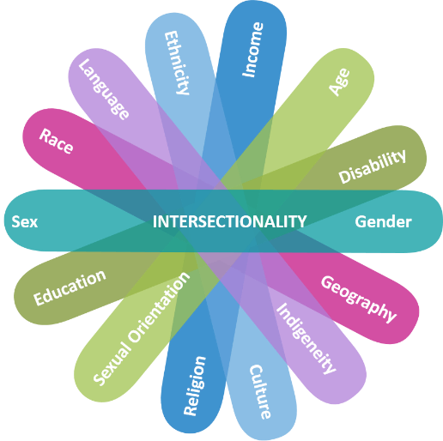 Ethnicity
Income
Language
Age
Race
Disability
Sex
INTERSECTIONALITY
Gender
Education
Geography
Sexual Orientation
Indigeneity
Religion
Culture